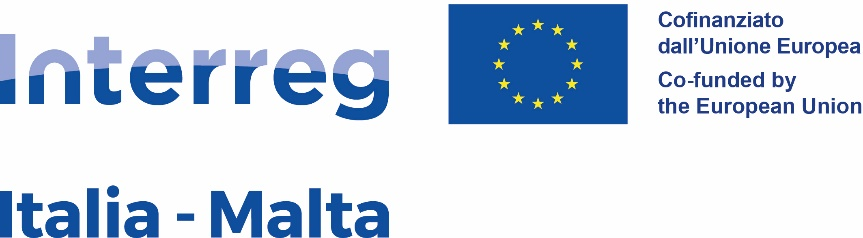 Interreg
Cofinanziato
dall'Unione Europea
Co-funded by
the European Union
Italia - Malta